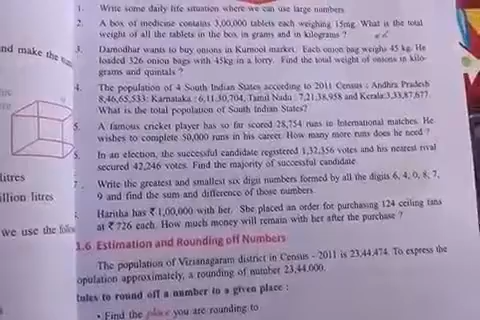 1. Write some daily life situation where we can use large numbers.
2. A box of medicine contains 3,00,000 tablets each weighing 15mg. What is the total
weight of all the tablets in the box in grams and in kilograms ?
nd make the
3. Damodhar wants to buy onions in Kurnool market. Each onion bag weighs 45 kg. He
loaded 326 onion bags with 45kg in a lorry. Find the total weight of onions in kilo-
grams and quintals ?
4. The population of 4 South Indian States according to 2011 Census : Andhra Pradesh
8,46,65,533; Karnataka : 6,11,30,704, Tamil Nadu : 7,21,38,958 and Kerala:3,33,87,677.
What is the total population of South Indian States?
5. A famous cricket player has so far scored 28,754 runs in International matches. He
wishes to complete 50,000 runs in his career. How many more runs does he need ?
6. In an election, the successful candidate registered 1,32,356 votes and his nearest rival
secured 42,246 votes. Find the majority of successful candidate.
litres
7. Write the greatest and smallest six digit numbers formed by all the digits 6, 4, 0, 8, 7,
illion litres
9 and find the sum and difference of those numbers.
Haritha has ₹ 1,00,000 with her. She placed an order for purchasing 124 ceiling fans
we use the
at ₹ 726 each. How much money will remain with her after the purchase ?
1.6 Estimation and Rounding off Numbers
The population of Vizianagaram district in Census - 2011 is 23,44,474. To express the
opulation approximately, a rounding of number 23,44,000.
tules to round off a number to a given place :
• Find the place you are rounding to